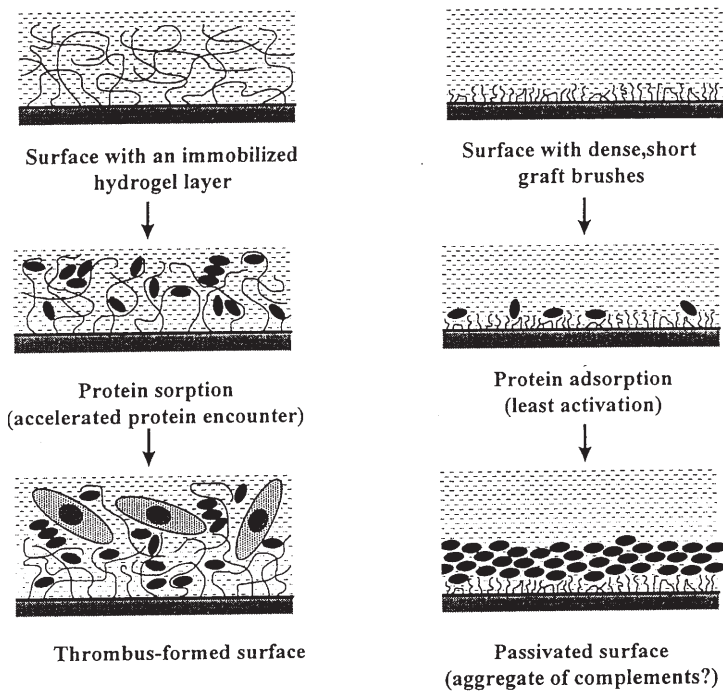 Surface with an immobilized
hydrogel layer
Protein sorption
(accelerated protein encounter)
Thrombus-formed surface
Surface with dense,short
graft brushes
Protein adsorption
(least activation)
Passivated surface
(aggregate of complements?)